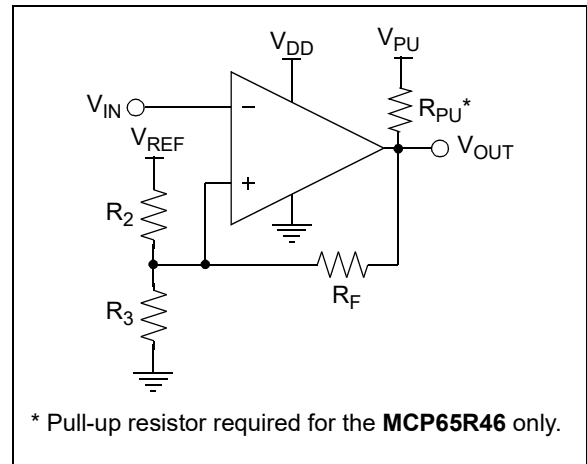 V_DD
V_PU
V_IN
−
R_PU*
V_REF
V_OUT
+
R_2
R_F
R_3
* Pull-up resistor required for the MCP65R46 only.